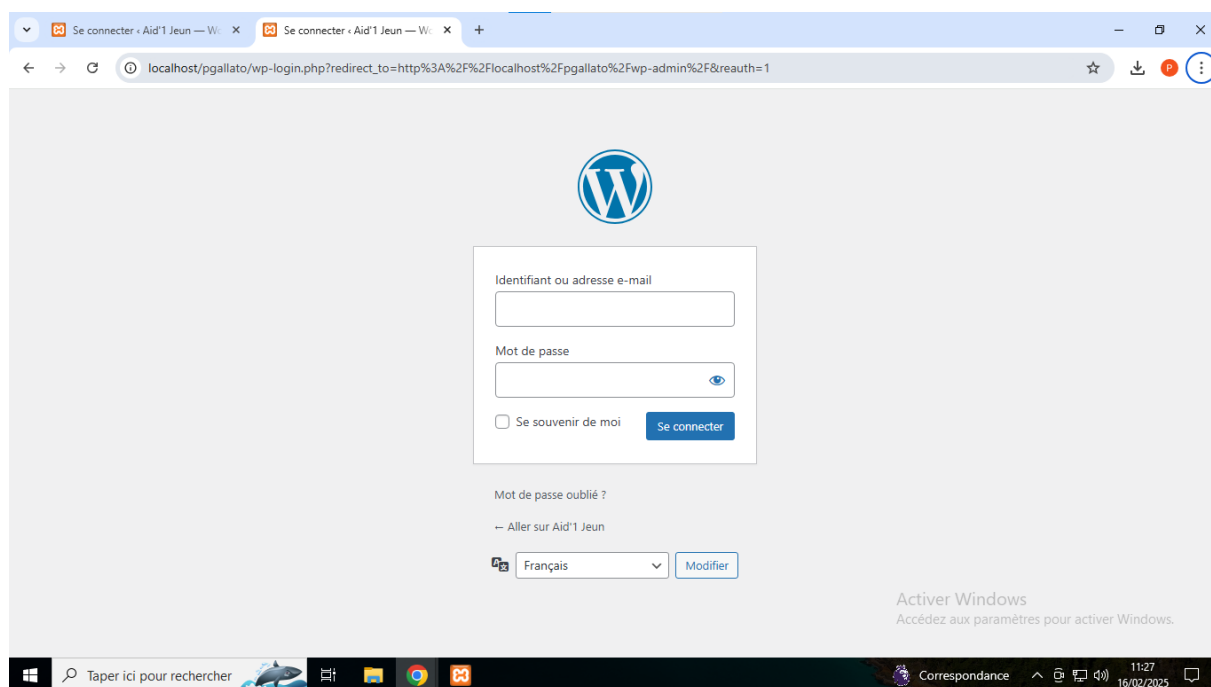 Se connecter ‹ Aid'1 Jeun — Wo
Se connecter ‹ Aid'1 Jeun — Wo
localhost/pgallato/wp-login.php?redirect_to=http%3A%2F%2Flocalhost%2Fpgallato%2Fwp-admin%2F&reauth=1
P
Identifiant ou adresse e-mail
Mot de passe
Se souvenir de moi
Se connecter
Mot de passe oublié ?
← Aller sur Aid'1 Jeun
Français
Modifier
Activer Windows
Accédez aux paramètres pour activer Windows.
Taper ici pour rechercher
Correspondance
11:27
16/02/2025